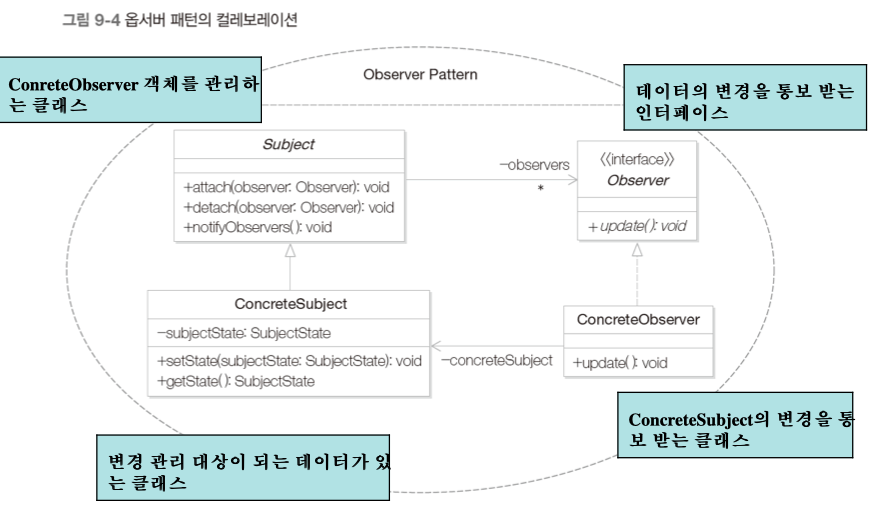 그림 9-4 옵서버 패턴의 컬레보레이션
Observer Pattern
ConreteObserver 객체를 관리하
는 클래스
데이터의 변경을 통보 받는
인터페이스
Subject
+attach(observer: Observer): void
+detach(observer: Observer): void
+notifyObservers( ): void
−observers
*
《interface》
Observer
+ update( ): void
ConcreteSubject
−subjectState: SubjectState
+setState(subjectState: SubjectState): void
+getState( ): SubjectState
−concreteSubject
ConcreteObserver
+update( ): void
변경 관리 대상이 되는 데이터가 있
는 클래스
ConcreteSubject의 변경을 통
보 받는 클래스